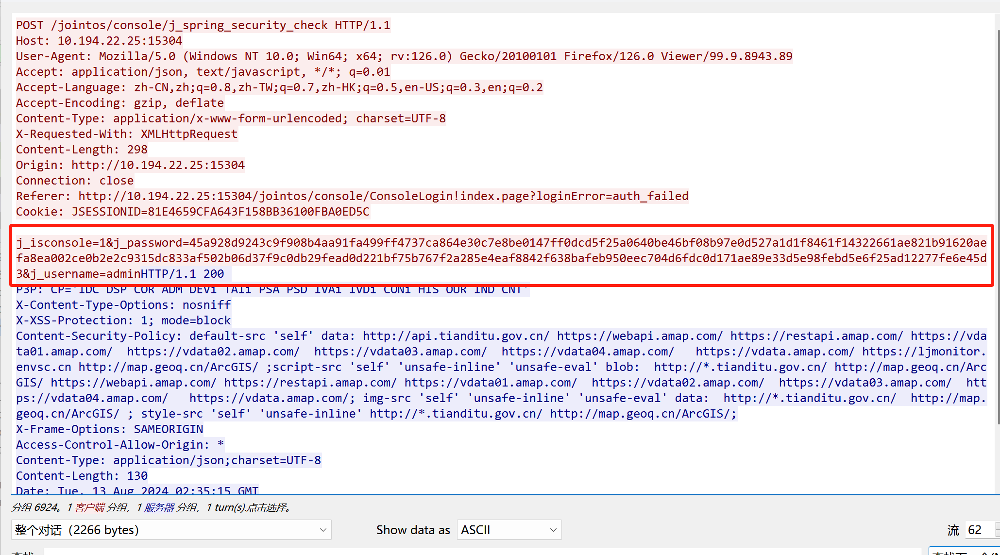 POST /jointos/console/j_spring_security_check HTTP/1.1
Host: 10.194.22.25:15304
User-Agent: Mozilla/5.0 (Windows NT 10.0; Win64; x64; rv:126.0) Gecko/20100101 Firefox/126.0 Viewer/99.9.8943.89
Accept: application/json, text/javascript, */*; q=0.01
Accept-Language: zh-CN,zh;q=0.8,zh-TW;q=0.7,zh-HK;q=0.5,en-US;q=0.3,en;q=0.2
Accept-Encoding: gzip, deflate
Content-Type: application/x-www-form-urlencoded; charset=UTF-8
X-Requested-With: XMLHttpRequest
Content-Length: 298
Origin: http://10.194.22.25:15304
Connection: close
Referer: http://10.194.22.25:15304/jointos/console/ConsoleLogin!index.page?loginError=auth_failed
Cookie: JSESSIONID=81E4659CFA643F158BB36100FBA0ED5C
j_isconsole=1&j_password=45a928d9243c9f908b4aa91fa499ff4737ca864e30c7e8be0147ff0dcd5f25a0640be46bf08b97e0d527a1d1f8461f14322661ae821b91620ae
fa8ea002ce0b2e2c9315dc833af502b06d37f9c0db29fead0d221bf75b767f2a285e4eaf8842f638bafeb950eec704d6fdc0d171ae89e33d5e98febd5e6f25ad12277fe6e45d
3&j_username=adminHTTP/1.1 200
P3P: CP='IDC DSP COR ADM DEVi TAIi PSA PSD IVAi IVDi CONi HIS OUR IND CNT'
X-Content-Type-Options: nosniff
X-XSS-Protection: 1; mode=block
Content-Security-Policy: default-src 'self' data: http://api.tianditu.gov.cn/ https://webapi.amap.com/ https://restapi.amap.com/ https://vda
ta01.amap.com/  https://vdata02.amap.com/  https://vdata03.amap.com/  https://vdata04.amap.com/   https://vdata.amap.com/ https://ljmonitor.
envsc.cn http://map.geoq.cn/ArcGIS/ ;script-src 'self' 'unsafe-inline' 'unsafe-eval' blob:  http://*.tianditu.gov.cn/ http://map.geoq.cn/Arc
GIS/ https://webapi.amap.com/ https://restapi.amap.com/ https://vdata01.amap.com/  https://vdata02.amap.com/  https://vdata03.amap.com/  htt
ps://vdata04.amap.com/   https://vdata.amap.com/; img-src 'self' 'unsafe-inline' 'unsafe-eval' data:  http://*.tianditu.gov.cn/  http://map.
geoq.cn/ArcGIS/ ; style-src 'self' 'unsafe-inline' http://*.tianditu.gov.cn/ http://map.geoq.cn/ArcGIS/;
X-Frame-Options: SAMEORIGIN
Access-Control-Allow-Origin: *
Content-Type: application/json;charset=UTF-8
Content-Length: 130
Date: Tue, 13 Aug 2024 02:35:15 GMT
分组 6924。1 客户端 分组，1 服务器 分组，1 turn(s).点击选择。
整个对话（2266 bytes） Show data as ASCII 流 62